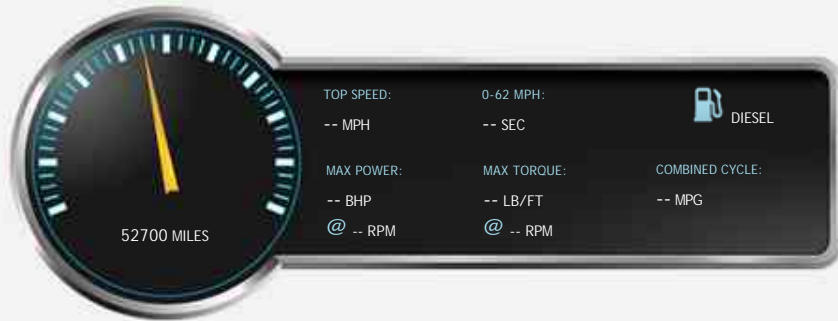 TOP SPEED:
-- MPH
0-62 MPH:
-- SEC
DIESEL
MAX POWER:
-- BHP
@ -- RPM
MAX TORQUE:
-- LB/FT
@ -- RPM
COMBINED CYCLE:
-- MPG
52700 MILES